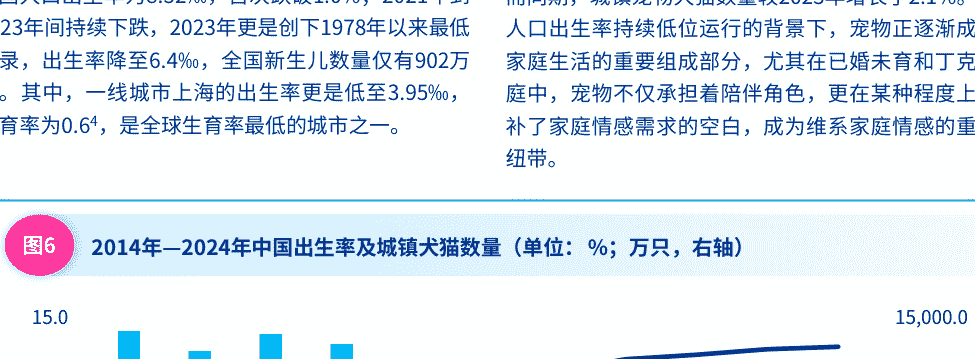 23年间持续下跌，2023年更是创下1978年以来最低
录，出生率降至6.4‰，全国新生儿数量仅有902万
。其中，一线城市上海的出生率更是低至3.95‰，
育率为0.6⁴，是全球生育率最低的城市之一。
人口出生率持续低位运行的背景下，宠物正逐渐成
家庭生活的重要组成部分，尤其在已婚未育和丁克
庭中，宠物不仅承担着陪伴角色，更在某种程度上
补了家庭情感需求的空白，成为维系家庭情感的重
纽带。
图6
2014年—2024年中国出生率及城镇犬猫数量（单位：%；万只，右轴）
15.0
15,000.0